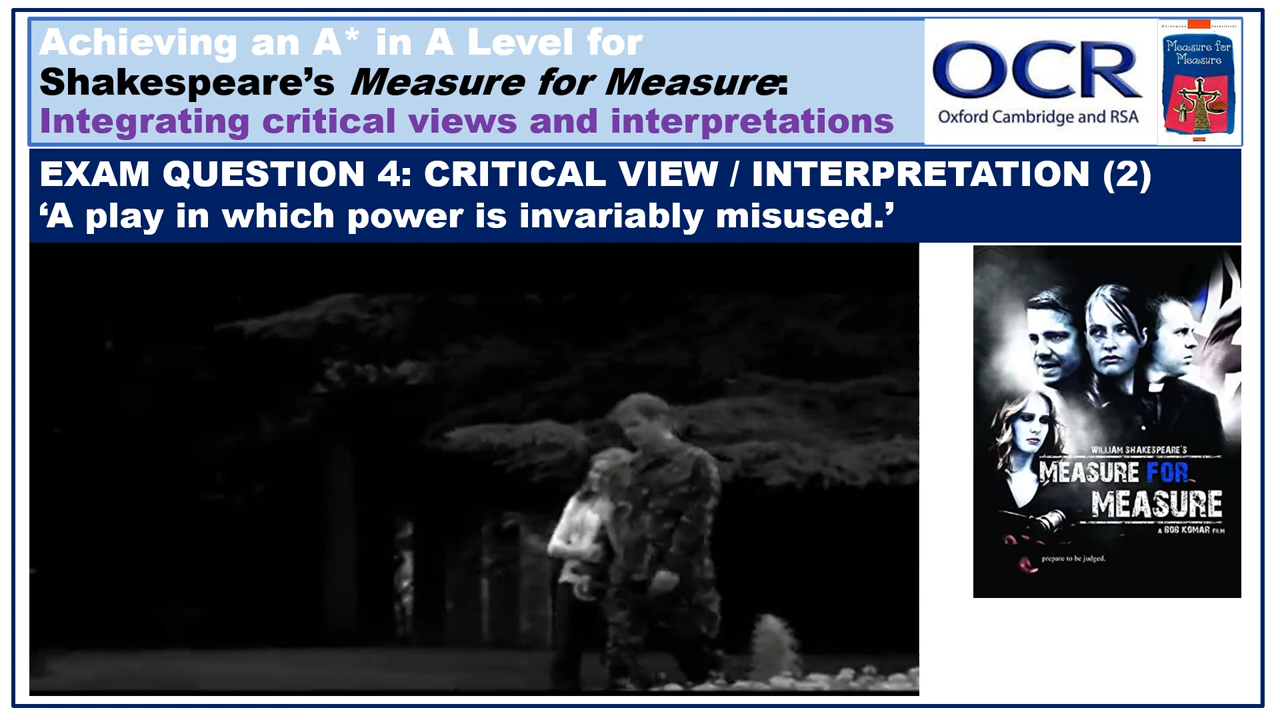 Achieving an A* in A Level for
Shakespeare's Measure for Measure:
Integrating critical views and interpretations
OCR
Oxford Cambridge and RSA
Measure for
Measure
EXAM QUESTION 4: CRITICAL VIEW / INTERPRETATION (2)
‘A play in which power is invariably misused.’
WILLIAM SHAKESPEARE'S
MEASURE FOR
MEASURE
A BOB KOMAR FILM
prepare to be judged.